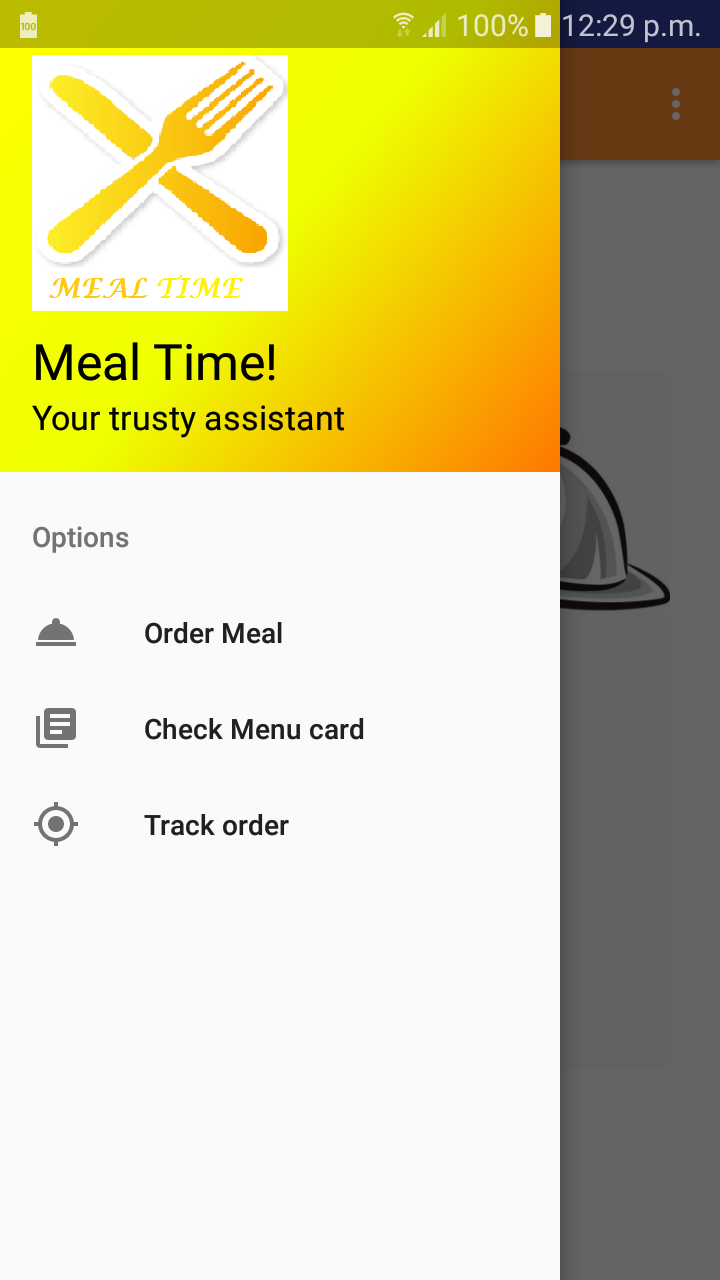 100
100% 12:29 p.m.
MEAL TIME
Meal Time!
Your trusty assistant
Options
Order Meal
Check Menu card
Track order